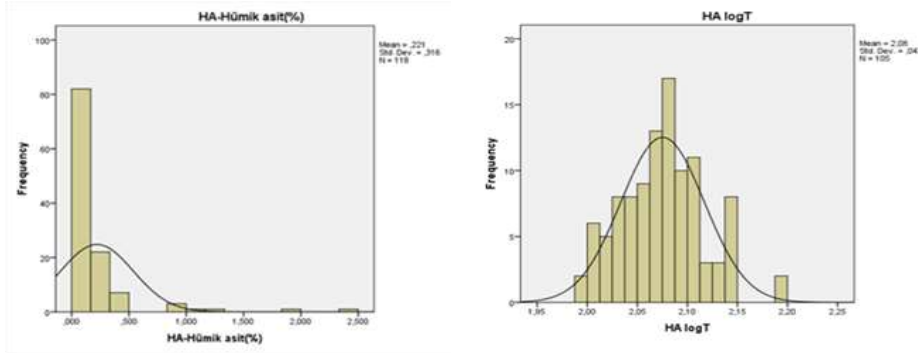 HA-Hümik asit(%)
Mean = ,221
Std. Dev. = ,316
N = 118
100
80
60
40
20
0
Frequency
,000 ,500 1,000 1,500 2,000 2,500
HA-Hümik asit(%)
HA logT
Mean = 2,08
Std. Dev. = ,04
N = 105
20
15
10
5
0
Frequency
1,95 2,00 2,05 2,10 2,15 2,20 2,25
HA logT